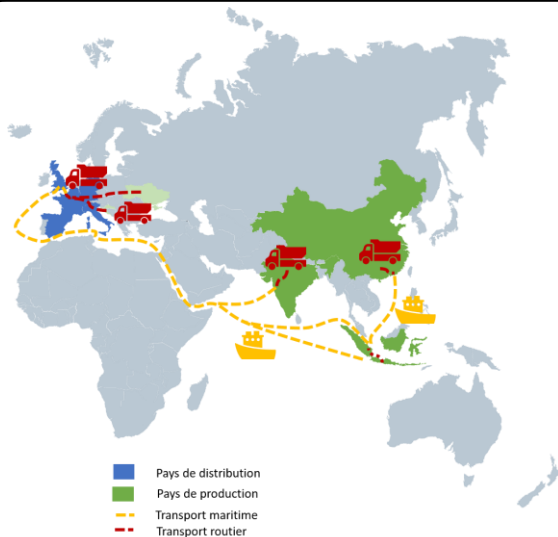 Pays de distribution
Pays de production
Transport maritime
Transport routier